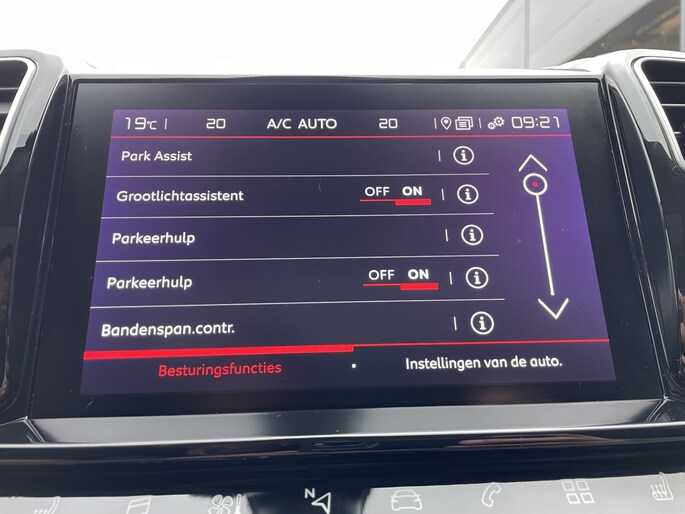 19°C 20 A/C AUTO 20 09:21
Park Assist
Grootlichtassistent OFF ON
Parkeerhulp
Parkeerhulp OFF ON
Bandenspan.contr.
Besturingsfuncties Instellingen van de auto.
N